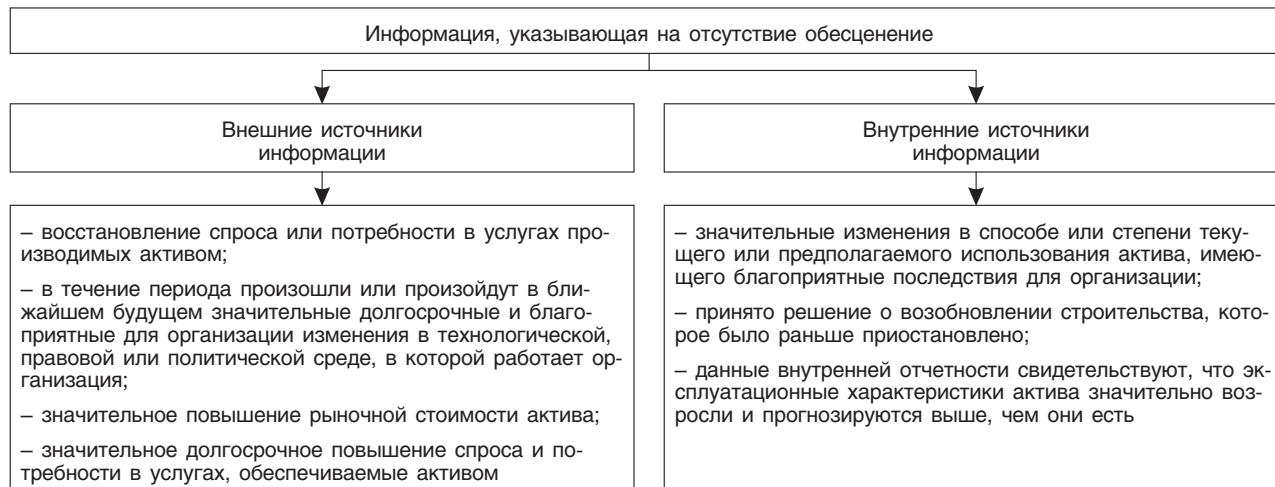 Информация, указывающая на отсутствие обесценение
Внешние источники
информации
Внутренние источники
информации
– восстановление спроса или потребности в услугах про-
изводимых активом;
– в течение периода произошли или произойдут в бли-
жайшем будущем значительные долгосрочные и благо-
приятные для организации изменения в технологической,
правовой или политической среде, в которой работает ор-
ганизация;
– значительное повышение рыночной стоимости актива;
– значительное долгосрочное повышение спроса и по-
требности в услугах, обеспечиваемые активом
– значительные изменения в способе или степени теку-
щего или предполагаемого использования актива, имею-
щего благоприятные последствия для организации;
– принято решение о возобновлении строительства, кото-
рое было раньше приостановлено;
– данные внутренней отчетности свидетельствуют, что эк-
сплуатационные характеристики актива значительно воз-
росли и прогнозируются выше, чем они есть